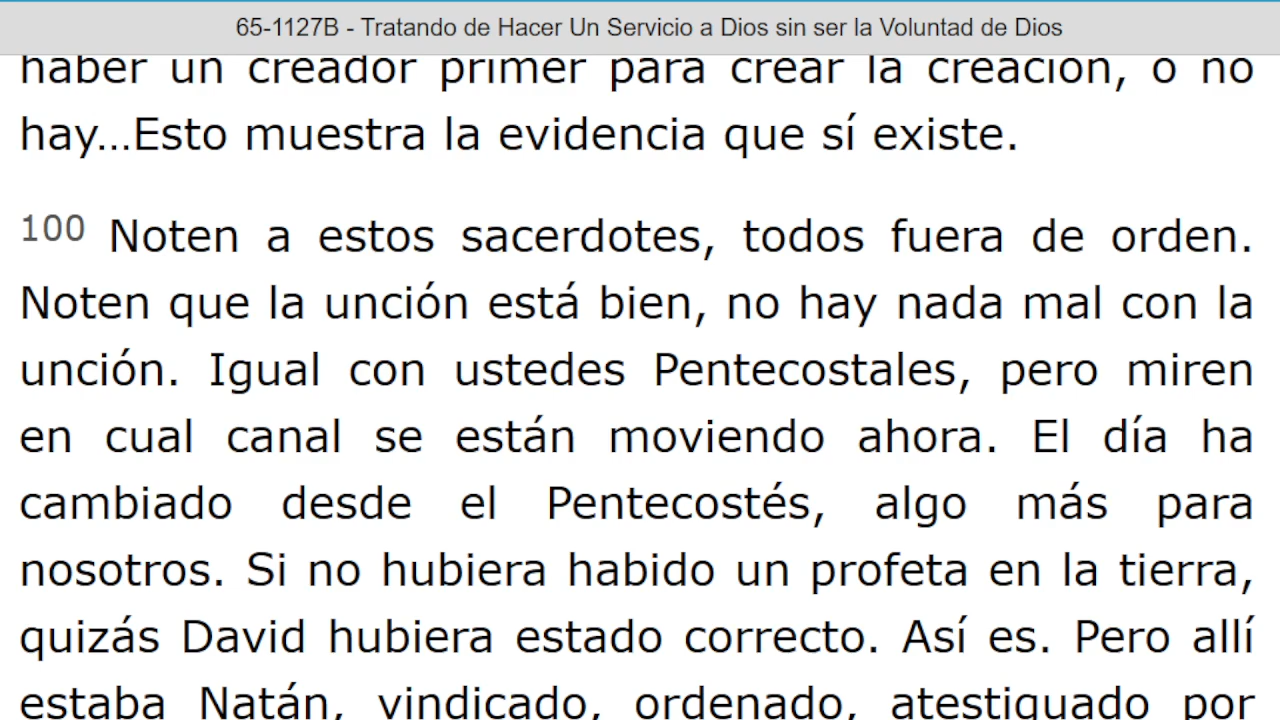 65-1127B - Tratando de Hacer Un Servicio a Dios sin ser la Voluntad de Dios
haber un creador primer para crear la creación, o no
hay...Esto muestra la evidencia que sí existe.
100 Noten a estos sacerdotes, todos fuera de orden.
Noten que la unción está bien, no hay nada mal con la
unción. Igual con ustedes Pentecostales, pero miren
en cual canal se están moviendo ahora. El día ha
cambiado desde el Pentecostés, algo más para
nosotros. Si no hubiera habido un profeta en la tierra,
quizás David hubiera estado correcto. Así es. Pero allí
estaba Natán, vindicado, ordenado, atestiguado por